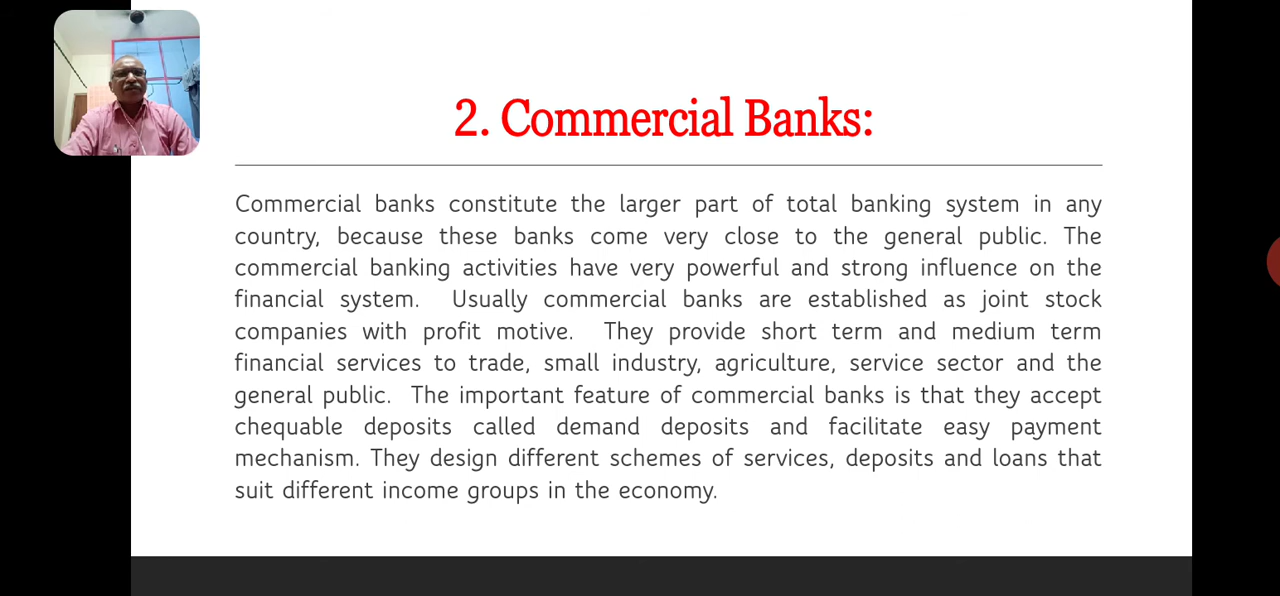 2. Commercial Banks:
Commercial banks constitute the larger part of total banking system in any
country, because these banks come very close to the general public. The
commercial banking activities have very powerful and strong influence on the
financial system. Usually commercial banks are established as joint stock
companies with profit motive. They provide short term and medium term
financial services to trade, small industry, agriculture, service sector and the
general public. The important feature of commercial banks is that they accept
chequable deposits called demand deposits and facilitate easy payment
mechanism. They design different schemes of services, deposits and loans that
suit different income groups in the economy.